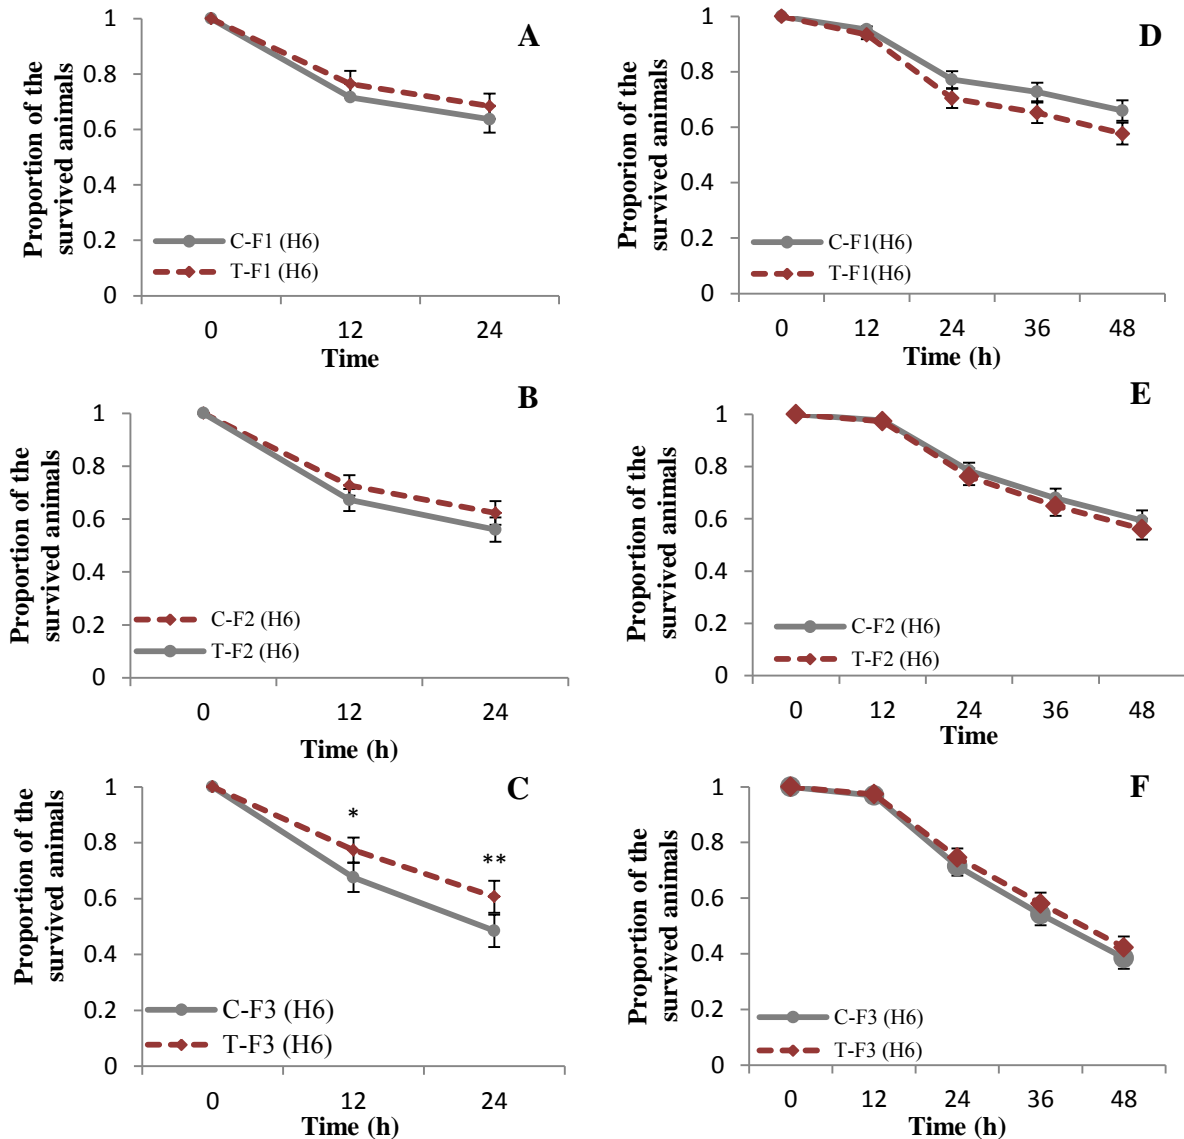 A
Proportion of the
survived animals
1
0.8
0.6
0.4
0.2
0
C-F1 (H6)
T-F1 (H6)
0 12 24
Time
D
Proporion of the
survived animals
1
0.8
0.6
0.4
0.2
0
C-F1(H6)
T-F1(H6)
0 12 24 36 48
Time (h)
B
Proportion of the
survived animals
1
0.8
0.6
0.4
0.2
0
C-F2 (H6)
T-F2 (H6)
0 12 24
Time (h)
E
Proportion of the
survived animals
1
0.8
0.6
0.4
0.2
0
C-F2 (H6)
T-F2 (H6)
0 12 24 36 48
Time
C
Proportion of the
survived animals
1
0.8
0.6
0.4
0.2
0
*
**
C-F3 (H6)
T-F3 (H6)
0 12 24
Time (h)
F
Proportion of the
survived animals
1
0.8
0.6
0.4
0.2
0
C-F3 (H6)
T-F3 (H6)
0 12 24 36 48
Time (h)